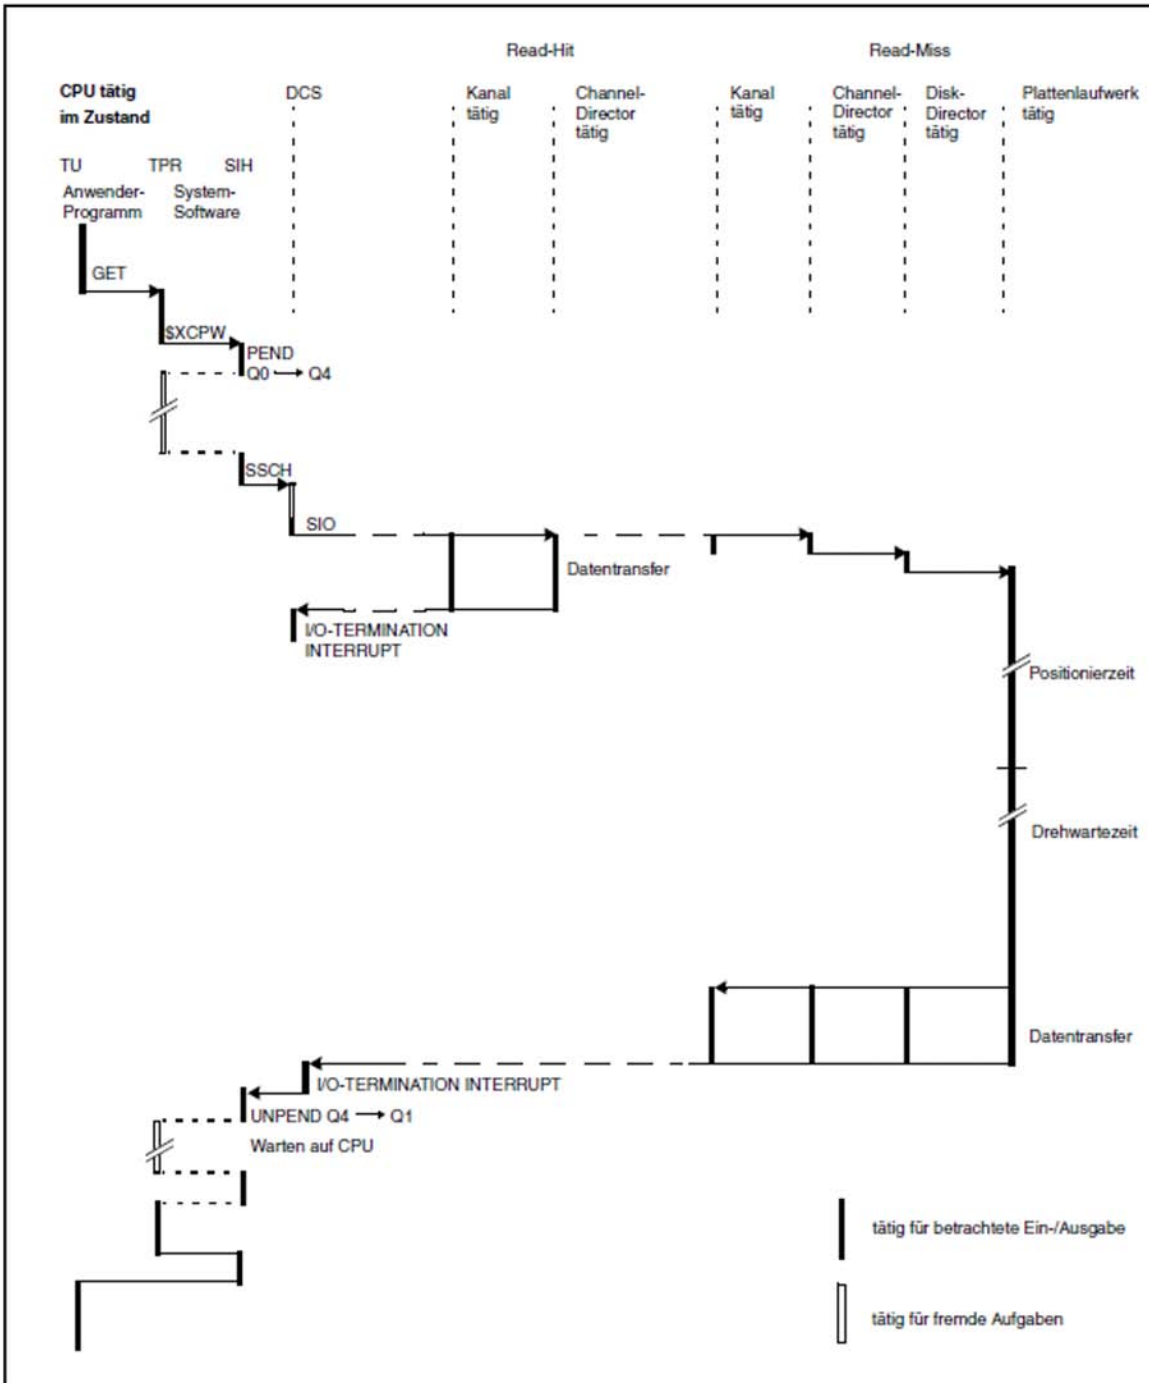 Read-Hit
Read-Miss
CPU tätig
im Zustand
DCS
Kanal
tätig
Channel-
Director
tätig
Kanal
tätig
Channel-
Director
tätig
Disk-
Director
tätig
Plattenlaufwerk
tätig
TU
TPR
SIH
Anwender-
Programm
System-
Software
GET
$XCPW
PEND
Q0 → Q4
SSCH
SIO
Datentransfer
I/O-TERMINATION
INTERRUPT
Positionierzeit
Drehwartezeit
Datentransfer
I/O-TERMINATION INTERRUPT
UNPEND Q4 → Q1
Warten auf CPU
tätig für betrachtete Ein-/Ausgabe
tätig für fremde Aufgaben